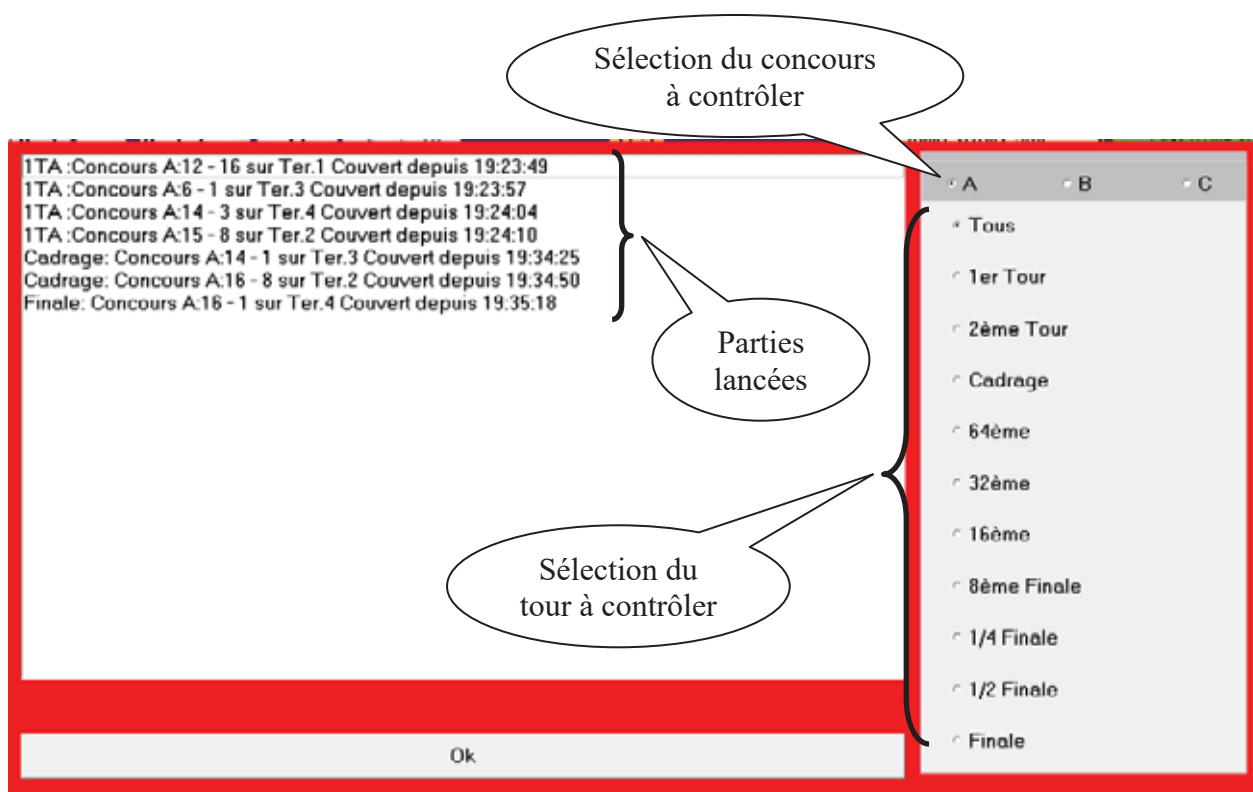 Sélection du concours
à contrôler
1TA :Concours A:12 - 16 sur Ter.1 Couvert depuis 19:23:49
1TA :Concours A:6 - 1 sur Ter.3 Couvert depuis 19:23:57
1TA :Concours A:14 - 3 sur Ter.4 Couvert depuis 19:24:04
1TA :Concours A:15 - 8 sur Ter.2 Couvert depuis 19:24:10
Cadrage: Concours A:14 - 1 sur Ter.3 Couvert depuis 19:34:25
Cadrage: Concours A:16 - 8 sur Ter.2 Couvert depuis 19:34:50
Finale: Concours A:16 - 1 sur Ter.4 Couvert depuis 19:35:18
Parties
lancées
Sélection du
tour à contrôler
Ok
A B C
Tous
1er Tour
2ème Tour
Cadrage
64ème
32ème
16ème
8ème Finale
1/4 Finale
1/2 Finale
Finale